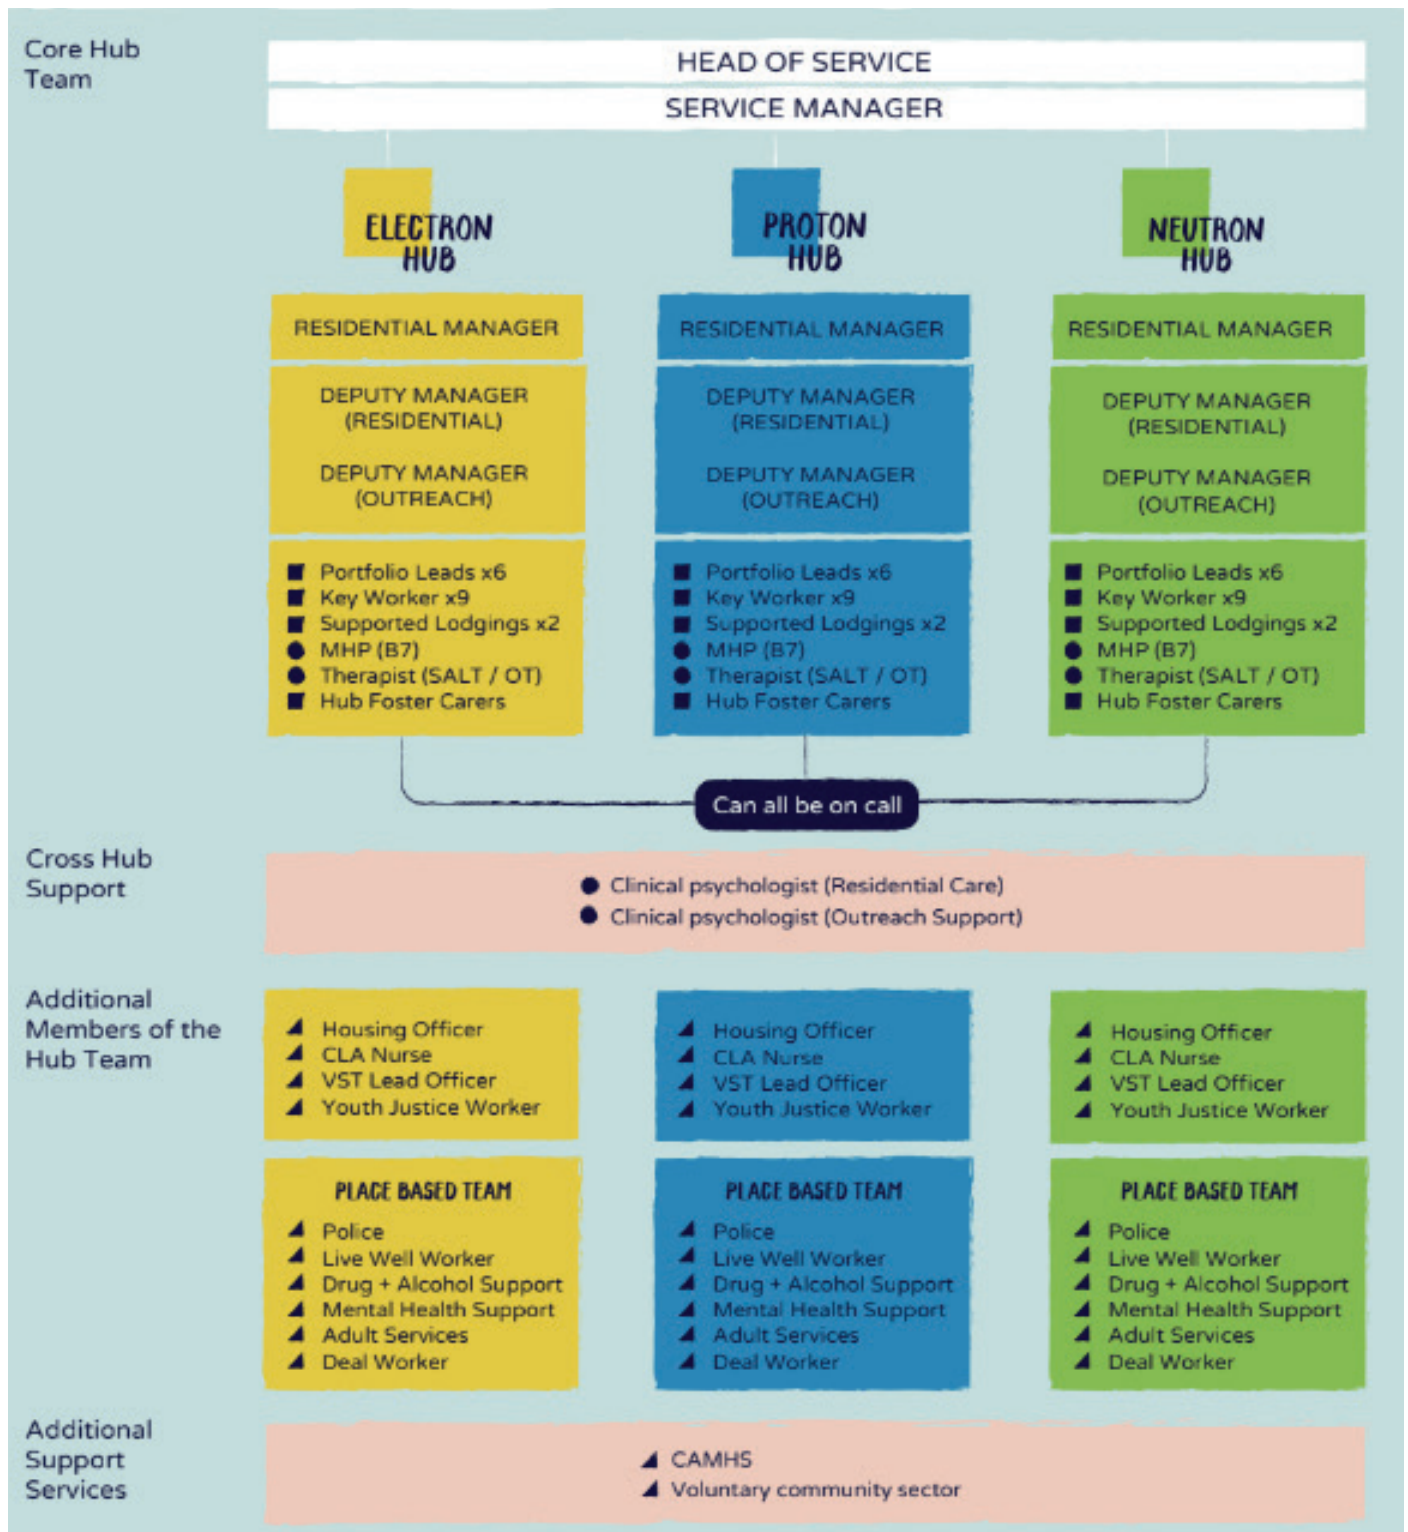 Core Hub
Team
HEAD OF SERVICE
SERVICE MANAGER
ELECTRON
HUB
RESIDENTIAL MANAGER
DEPUTY MANAGER
(RESIDENTIAL)
DEPUTY MANAGER
(OUTREACH)
Portfolio Leads x6
Key Worker x9
Supported Lodgings x2
MHP (B7)
Therapist (SALT / OT)
Hub Foster Carers
PROTON
HUB
RESIDENTIAL MANAGER
DEPUTY MANAGER
(RESIDENTIAL)
DEPUTY MANAGER
(OUTREACH)
Portfolio Leads x6
Key Worker x9
Supported Lodgings x2
MHP (B7)
Therapist (SALT / OT)
Hub Foster Carers
NEUTRON
HUB
RESIDENTIAL MANAGER
DEPUTY MANAGER
(RESIDENTIAL)
DEPUTY MANAGER
(OUTREACH)
Portfolio Leads x6
Key Worker x9
Supported Lodgings x2
MHP (B7)
Therapist (SALT / OT)
Hub Foster Carers
Can all be on call
Cross Hub
Support
Clinical psychologist (Residential Care)
Clinical psychologist (Outreach Support)
Additional
Members of the
Hub Team
Housing Officer
CLA Nurse
VST Lead Officer
Youth Justice Worker
PLACE BASED TEAM
Police
Live Well Worker
Drug + Alcohol Support
Mental Health Support
Adult Services
Deal Worker
Housing Officer
CLA Nurse
VST Lead Officer
Youth Justice Worker
PLACE BASED TEAM
Police
Live Well Worker
Drug + Alcohol Support
Mental Health Support
Adult Services
Deal Worker
Housing Officer
CLA Nurse
VST Lead Officer
Youth Justice Worker
PLACE BASED TEAM
Police
Live Well Worker
Drug + Alcohol Support
Mental Health Support
Adult Services
Deal Worker
Additional
Support
Services
CAMHS
Voluntary community sector